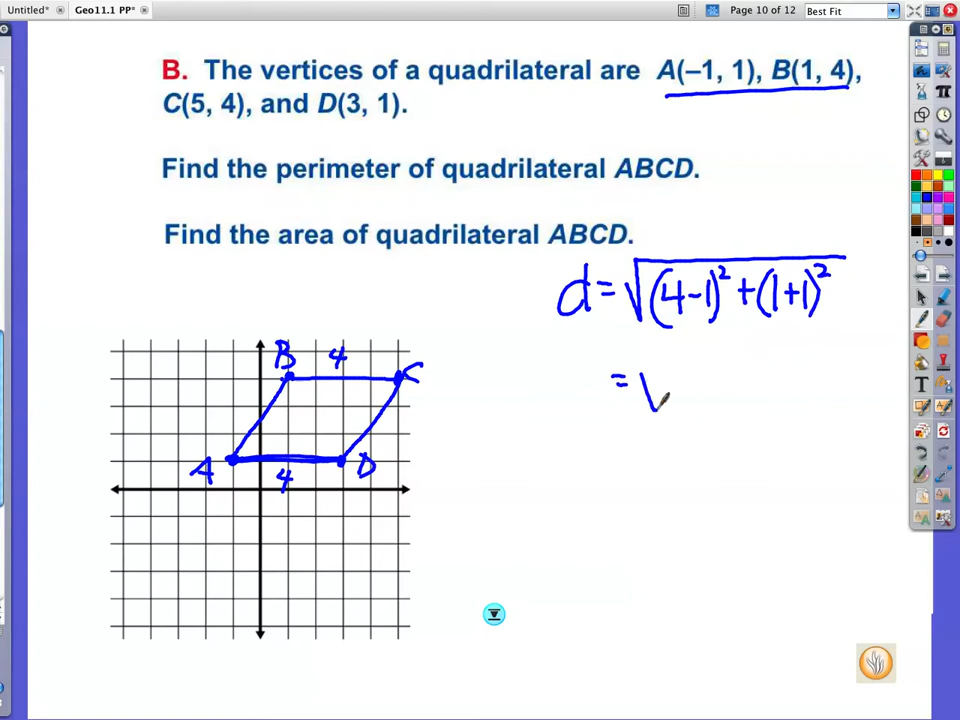 Untitled*
Geo11.1 PP*
Page 10 of 12
Best Fit
B. The vertices of a quadrilateral are A(–1, 1), B(1, 4),
C(5, 4), and D(3, 1).
Find the perimeter of quadrilateral ABCD.
Find the area of quadrilateral ABCD.
d=√(4-1)²+(1+1)²
=√
B 4 C
A 4 D